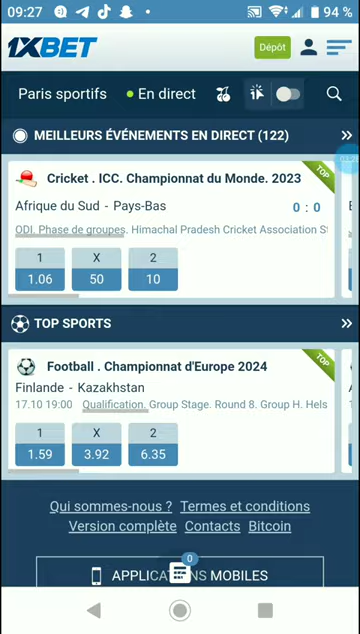 09:27 94 %
1XBET Dépôt
Paris sportifs En direct
MEILLEURS ÉVÉNEMENTS EN DIRECT (122) »
Cricket . ICC. Championnat du Monde. 2023 TOP
Afrique du Sud - Pays-Bas 0 : 0
ODI. Phase de groupes. Himachal Pradesh Cricket Association
1 X 2
1.06 50 10
TOP SPORTS »
Football . Championnat d'Europe 2024 TOP
Finlande - Kazakhstan
17.10 19:00 Qualification. Group Stage. Round 8. Group H. Hels
1 X 2
1.59 3.92 6.35
Qui sommes-nous ? Termes et conditions
Version complète Contacts Bitcoin
0
APPLICATIONS MOBILES